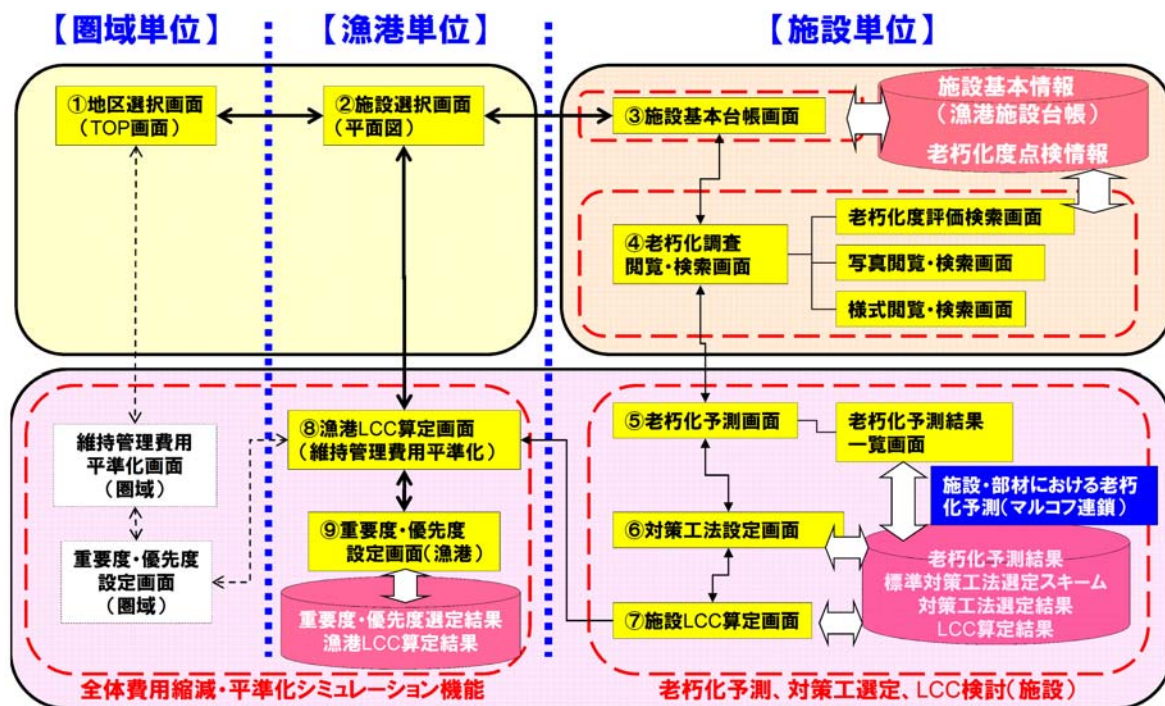 【圏域単位】
【漁港単位】
【施設単位】
①地区選択画面
（TOP画面）
②施設選択画面
（平面図）
③施設基本台帳画面
施設基本情報
（漁港施設台帳）
老朽化度点検情報
④老朽化調査
閲覧・検索画面
老朽化度評価検索画面
写真閲覧・検索画面
様式閲覧・検索画面
維持管理費用
平準化画面
（圏域）
重要度・優先度
設定画面
（圏域）
⑧漁港LCC算定画面
（維持管理費用平準化）
⑨重要度・優先度
設定画面（漁港）
重要度・優先度選定結果
漁港LCC算定結果
全体費用縮減・平準化シミュレーション機能
⑤老朽化予測画面
老朽化予測結果
一覧画面
施設・部材における老朽
化予測（マルコフ連鎖）
⑥対策工法設定画面
⑦施設LCC算定画面
老朽化予測結果
標準対策工法選定スキーム
対策工法選定結果
LCC算定結果
老朽化予測、対策工選定、LCC検討（施設）